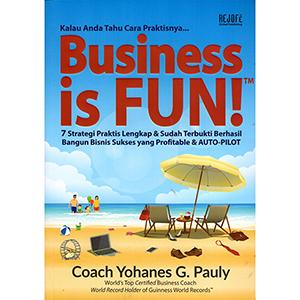 REJOFE
Kalau Anda Tahu Cara Praktisnya...
Business
is FUN!™
7 Strategi Praktis Lengkap & Sudah Terbukti Berhasil
Bangun Bisnis Sukses yang Profitable & AUTO-PILOT
Coach Yohanes G. Pauly
World's Top Certified Business Coach
World Record Holder of Guinness World Records™